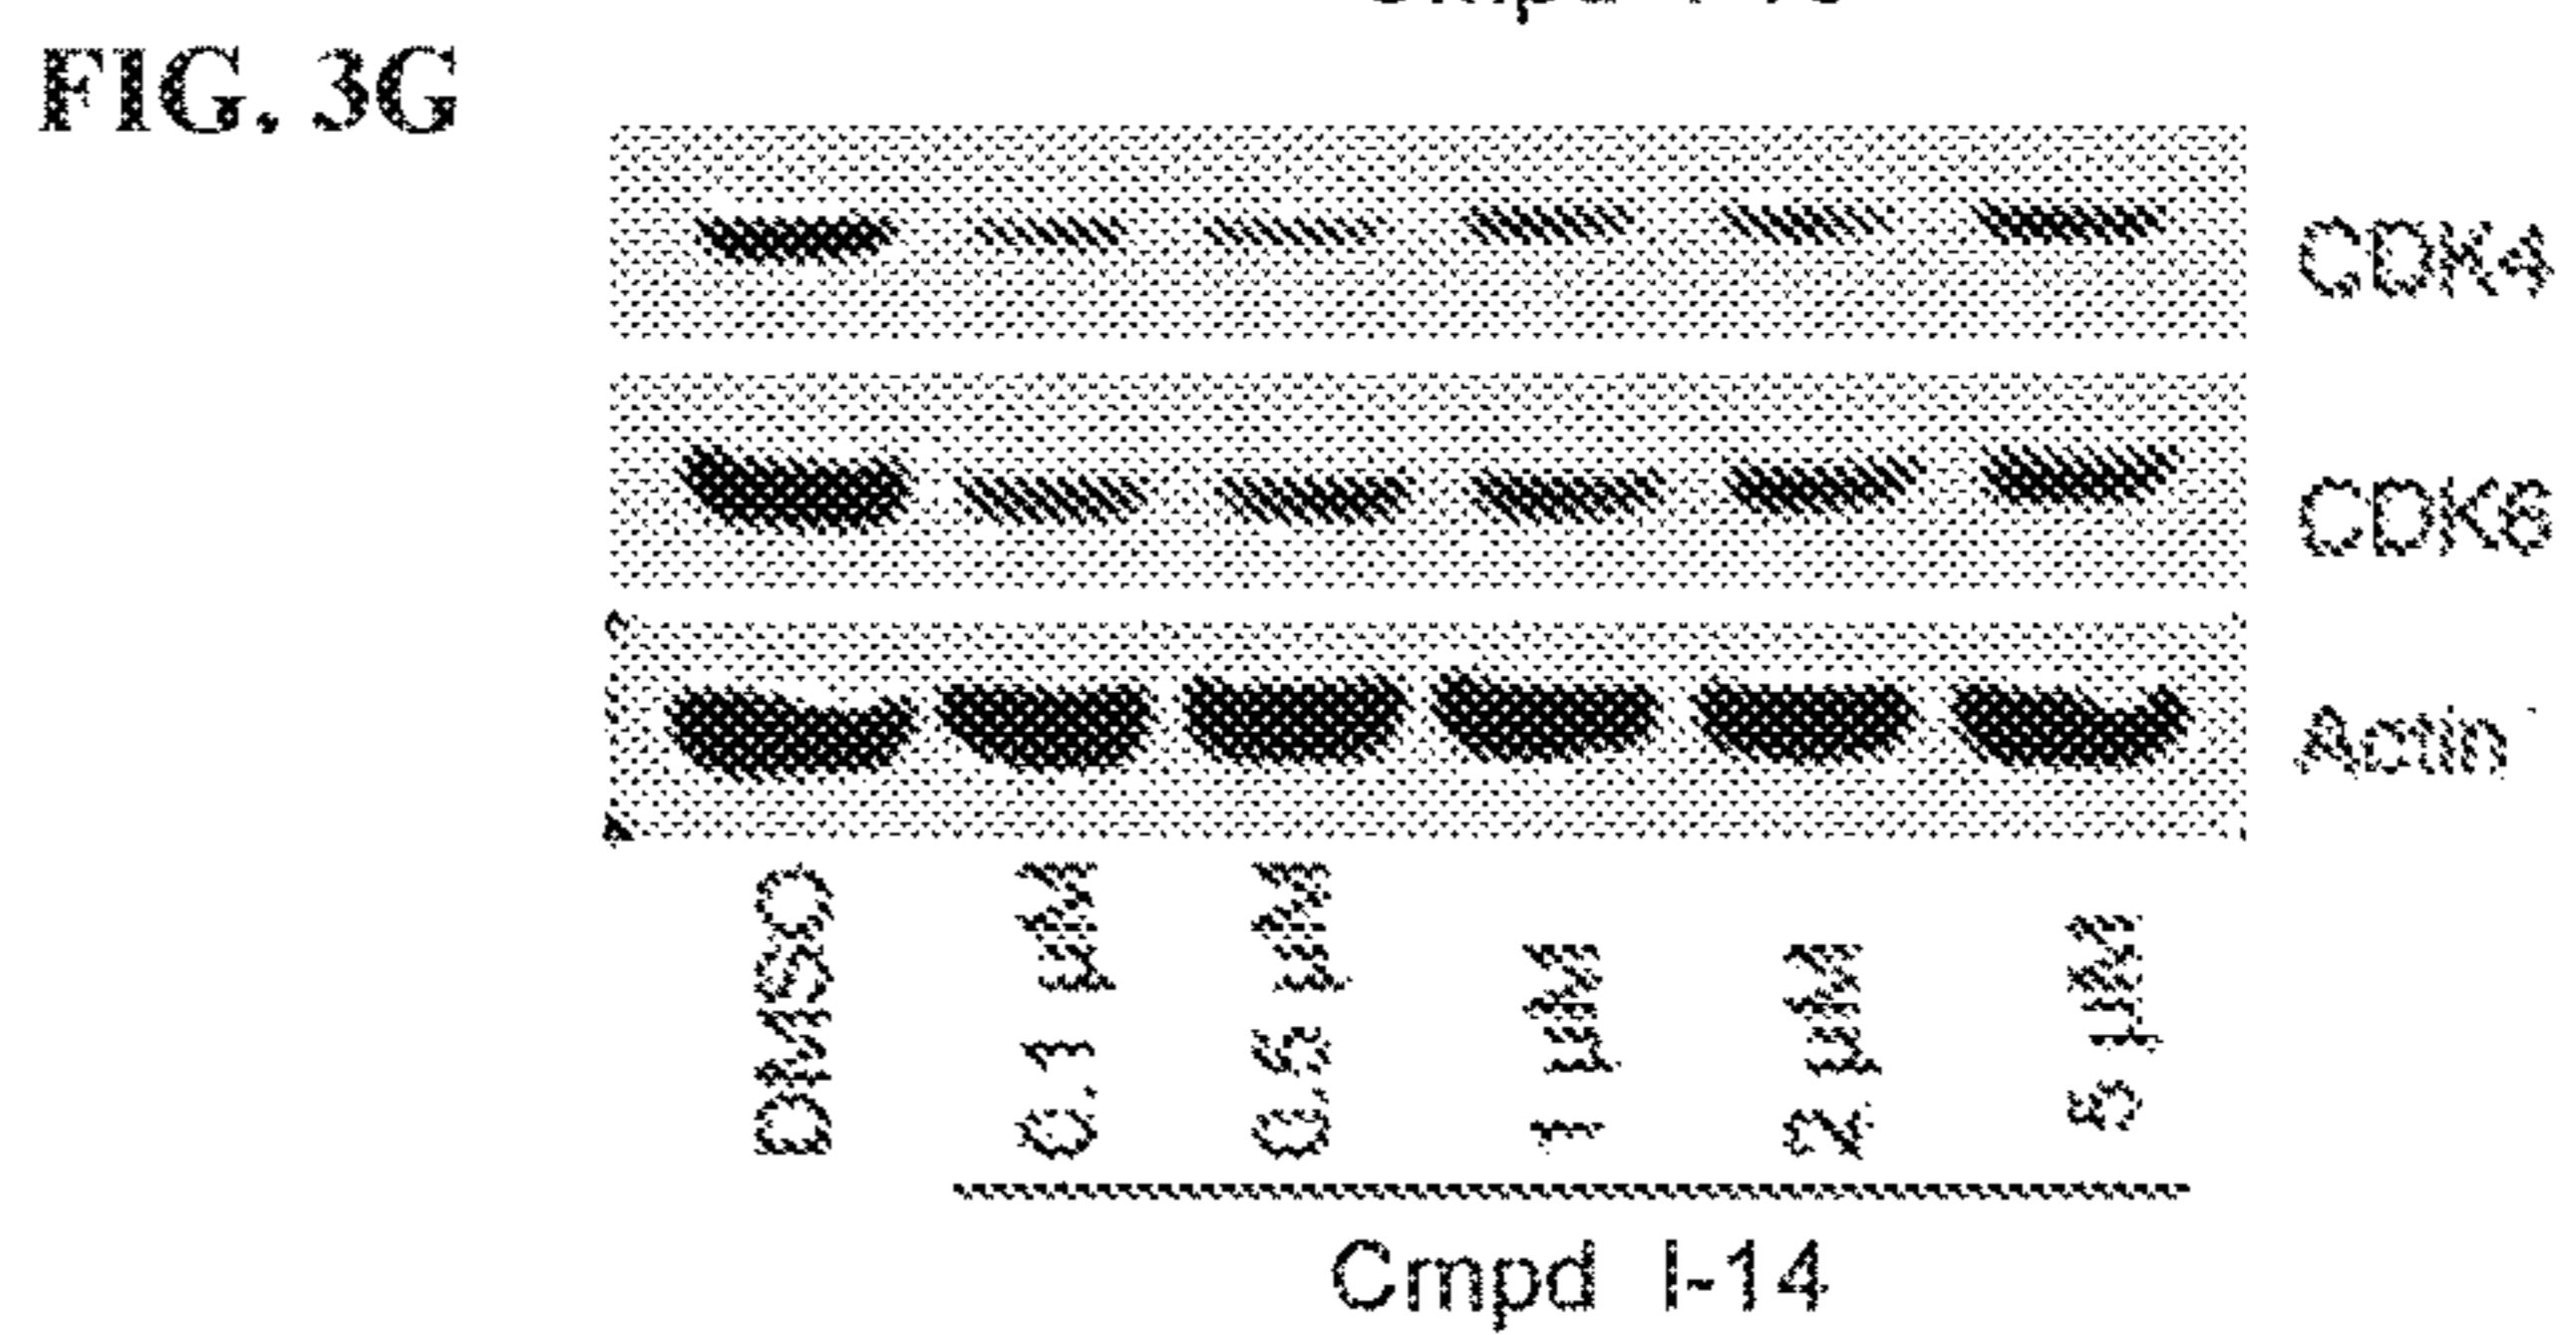 FIG. 3G
CDK4
CDK6
Actin
DMSO
0.1 µM
0.5 µM
1 µM
2 µM
5 µM
Cmpd I-14